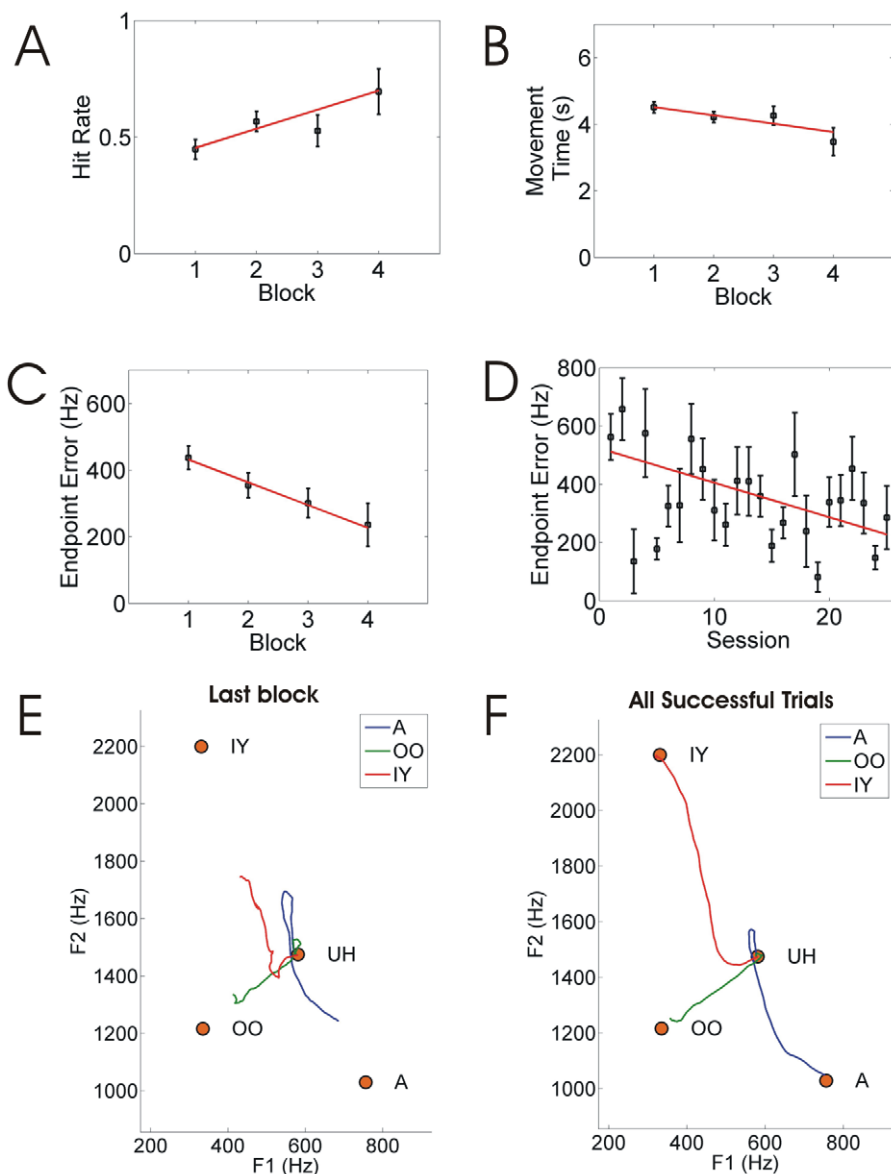 A
1
0.5
0
Hit Rate
1 2 3 4
Block
B
6
4
2
0
Movement
Time (s)
1 2 3 4
Block
C
600
400
200
0
Endpoint Error (Hz)
1 2 3 4
Block
D
800
600
400
200
0
Endpoint Error (Hz)
0 10 20
Session
E
Last block
A
OO
IY
2200
2000
1800
1600
1400
1200
1000
F2 (Hz)
IY
UH
OO
A
200 400 600 800
F1 (Hz)
F
All Successful Trials
A
OO
IY
2200
2000
1800
1600
1400
1200
1000
F2 (Hz)
IY
UH
OO
A
200 400 600 800
F1 (Hz)